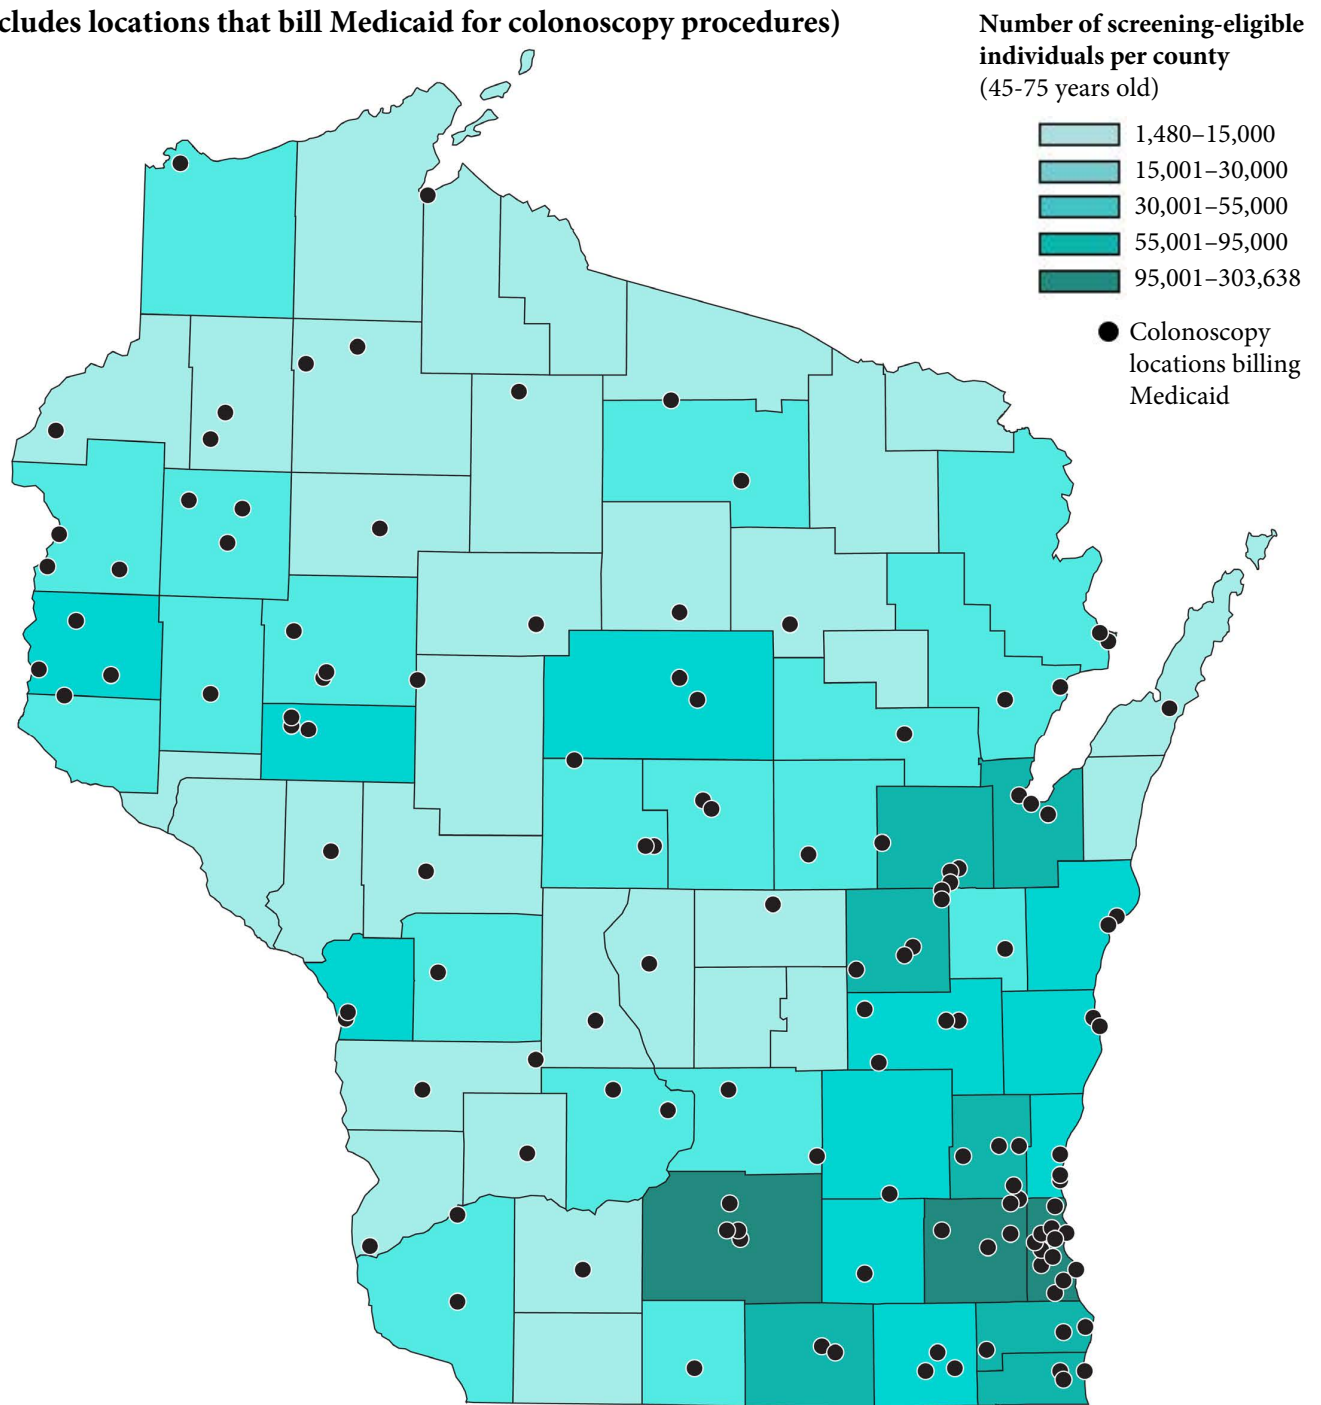 cludes locations that bill Medicaid for colonoscopy procedures)
Number of screening-eligible
individuals per county
(45-75 years old)
1,480–15,000
15,001–30,000
30,001–55,000
55,001–95,000
95,001–303,638
Colonoscopy
locations billing
Medicaid